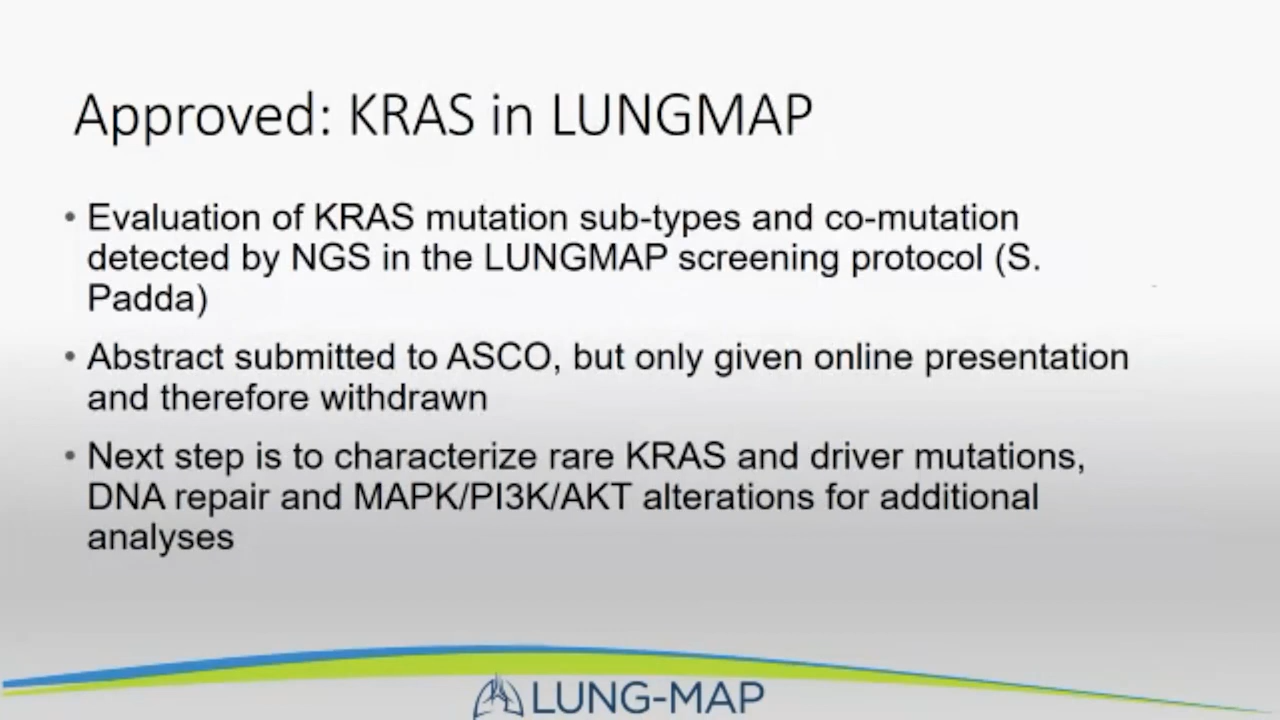 Approved: KRAS in LUNGMAP
• Evaluation of KRAS mutation sub-types and co-mutation
detected by NGS in the LUNGMAP screening protocol (S.
Padda)
• Abstract submitted to ASCO, but only given online presentation
and therefore withdrawn
• Next step is to characterize rare KRAS and driver mutations,
DNA repair and MAPK/PI3K/AKT alterations for additional
analyses
LUNG-MAP